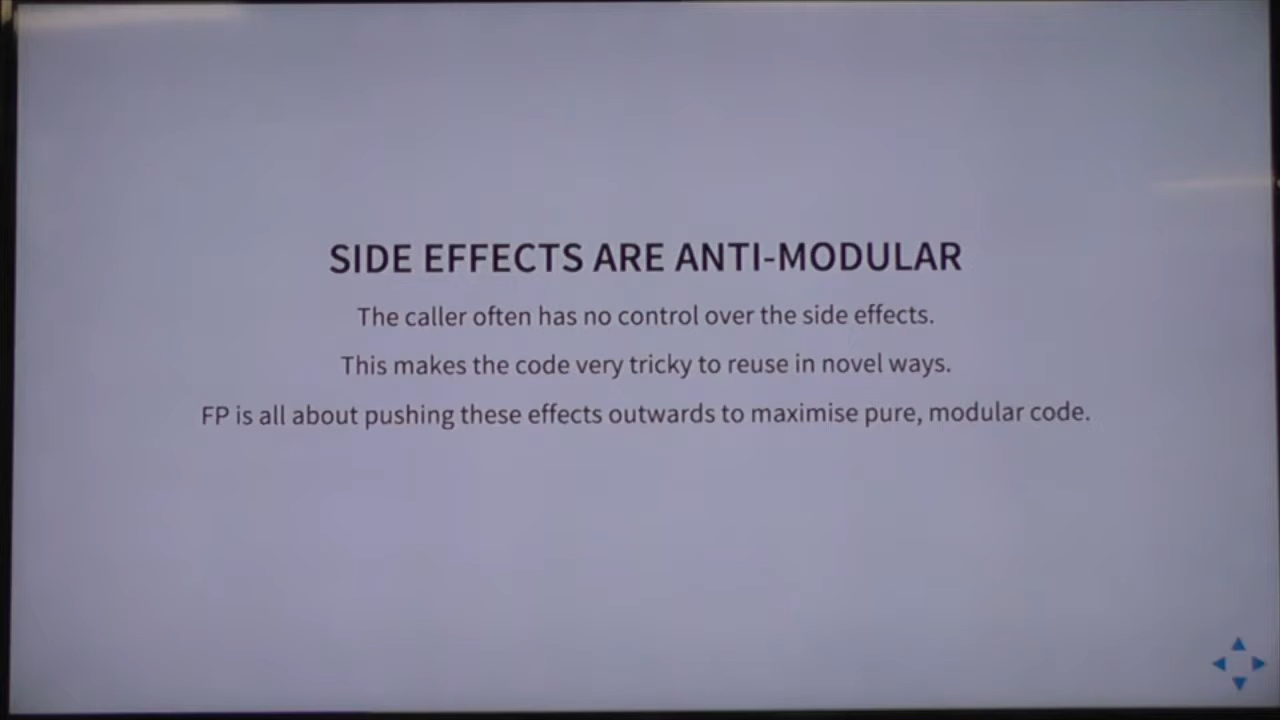 SIDE EFFECTS ARE ANTI-MODULAR
The caller often has no control over the side effects.
This makes the code very tricky to reuse in novel ways.
FP is all about pushing these effects outwards to maximise pure, modular code.